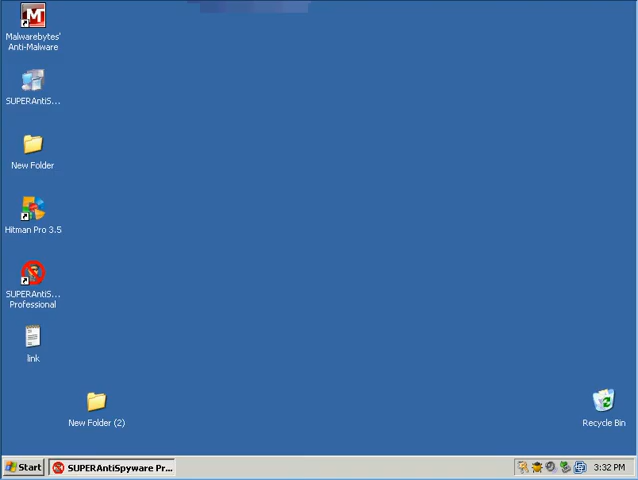 Malwarebytes'
Anti-Malware
SUPERAntiS...
New Folder
Hitman Pro 3.5
SUPERAntiS...
Professional
link
New Folder (2)
Recycle Bin
Start
SUPERAntiSpyware Pr...
3:32 PM